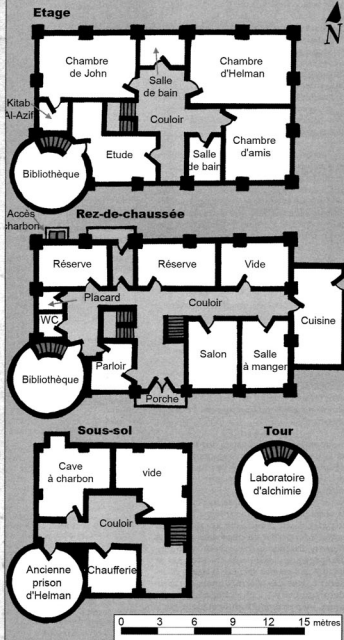 Etage
N
Chambre
de John
Salle
de bain
Chambre
d'Helman
Kitab
Al-Azif
Couloir
Etude
Salle
de bain
Chambre
d'amis
Bibliothèque
Accès
charbon
Rez-de-chaussée
Réserve
Réserve
Vide
Placard
Couloir
WC
Cuisine
Bibliothèque
Parloir
Salon
Salle
à manger
Porche
Sous-sol
Tour
Cave
à charbon
vide
Laboratoire
d'alchimie
Couloir
Ancienne
prison
d'Helman
Chaufferie
0 3 6 9 12 15 mètres